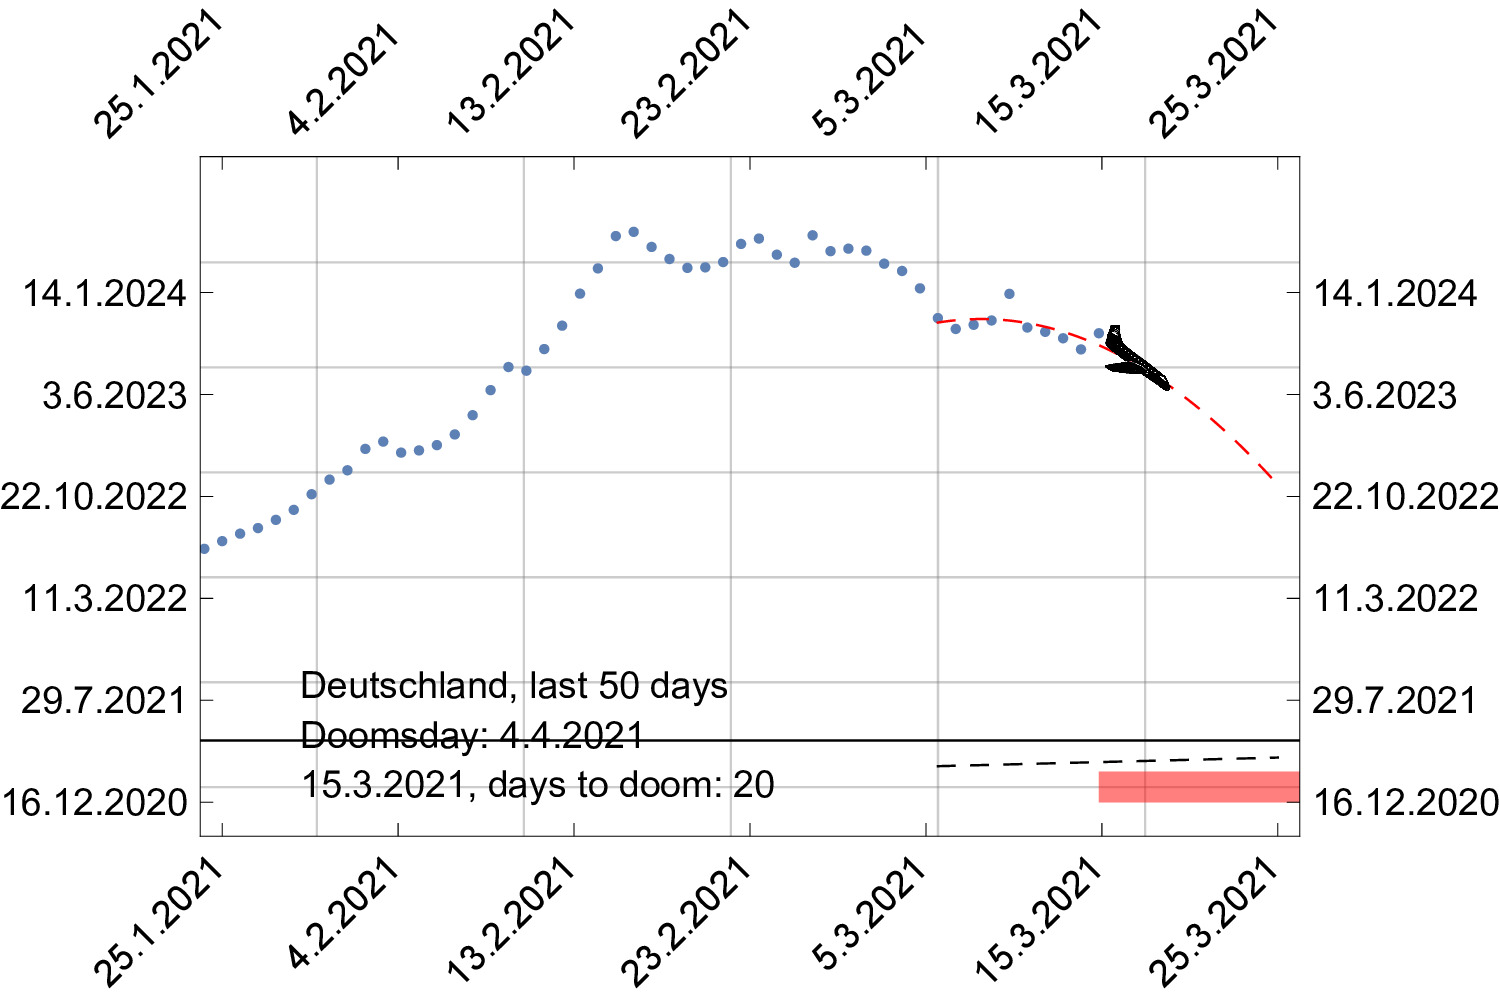 25.1.2021 4.2.2021 13.2.2021 23.2.2021 5.3.2021 15.3.2021 25.3.2021
14.1.2024 14.1.2024
3.6.2023 3.6.2023
22.10.2022 22.10.2022
11.3.2022 11.3.2022
Deutschland, last 50 days
29.7.2021 29.7.2021
Doomsday: 4.4.2021
15.3.2021, days to doom: 20
16.12.2020 16.12.2020
25.1.2021 4.2.2021 13.2.2021 23.2.2021 5.3.2021 15.3.2021 25.3.2021